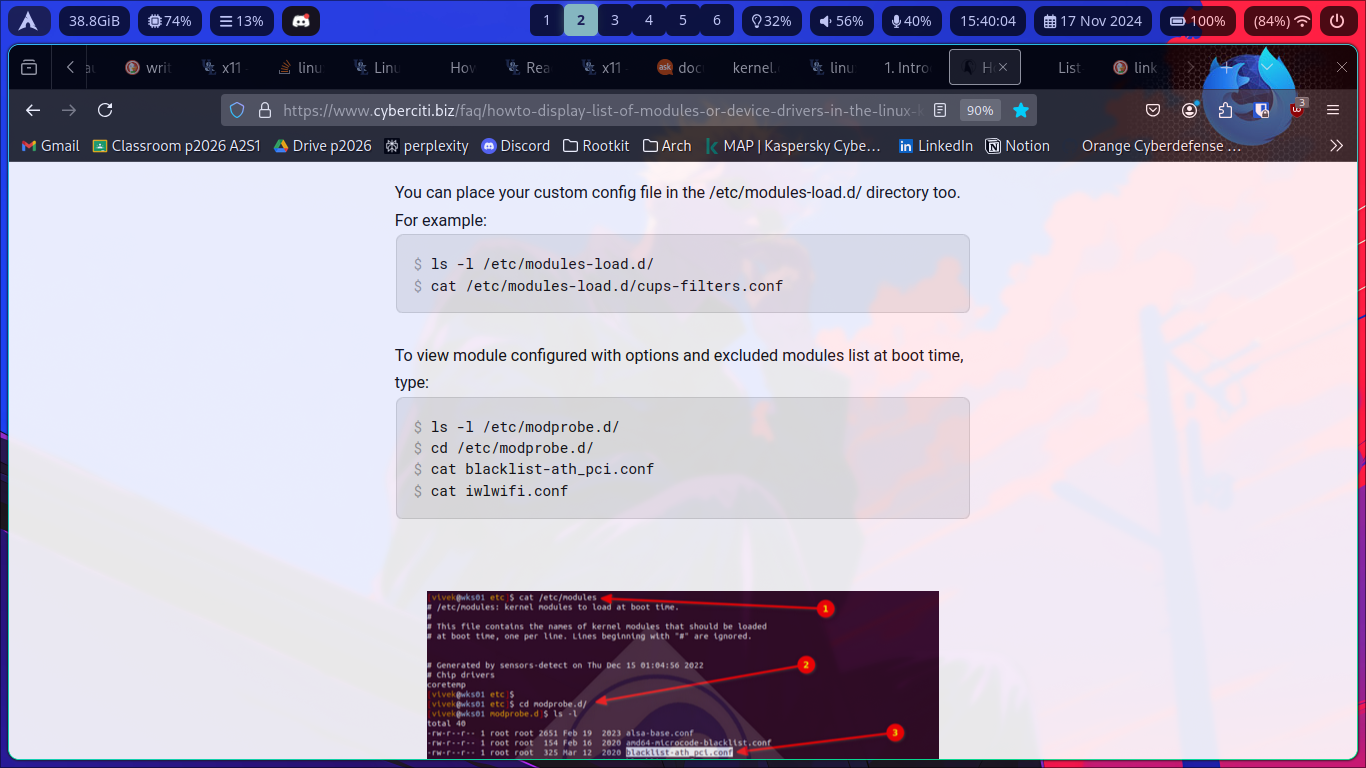 38.8GiB 74% 13% 1 2 3 4 5 6 32% 56% 40% 15:40:04 17 Nov 2024 100% (84%)
writ x11 linu Linu Hov Rea x11 ask doc kernel. linu 1. Intro H List- link
https://www.cyberciti.biz/faq/howto-display-list-of-modules-or-device-drivers-in-the-linux-k 90% 3
Gmail Classroom p2026 A2S1 Drive p2026 perplexity Discord Rootkit Arch MAP | Kaspersky Cybe… LinkedIn Notion Orange Cyberdefense …
You can place your custom config file in the /etc/modules-load.d/ directory too.
For example:
$ ls -l /etc/modules-load.d/
$ cat /etc/modules-load.d/cups-filters.conf
To view module configured with options and excluded modules list at boot time,
type:
$ ls -l /etc/modprobe.d/
$ cd /etc/modprobe.d/
$ cat blacklist-ath_pci.conf
$ cat iwlwifi.conf
[vivek@wks01 etc]$ cat /etc/modules 1
# /etc/modules: kernel modules to load at boot time.
#
# This file contains the names of kernel modules that should be loaded
# at boot time, one per line. Lines beginning with "#" are ignored.
# Generated by sensors-detect on Thu Dec 15 01:04:56 2022 2
# Chip drivers
coretemp
[vivek@wks01 etc]$
[vivek@wks01 etc]$ cd modprobe.d/
[vivek@wks01 modprobe.d]$ ls -l
total 40
-rw-r--r-- 1 root root 2651 Feb 19 2023 alsa-base.conf 3
-rw-r--r-- 1 root root 154 Feb 16 2020 amd64-microcode-blacklist.conf
-rw-r--r-- 1 root root 325 Mar 12 2020 blacklist-ath_pci.conf